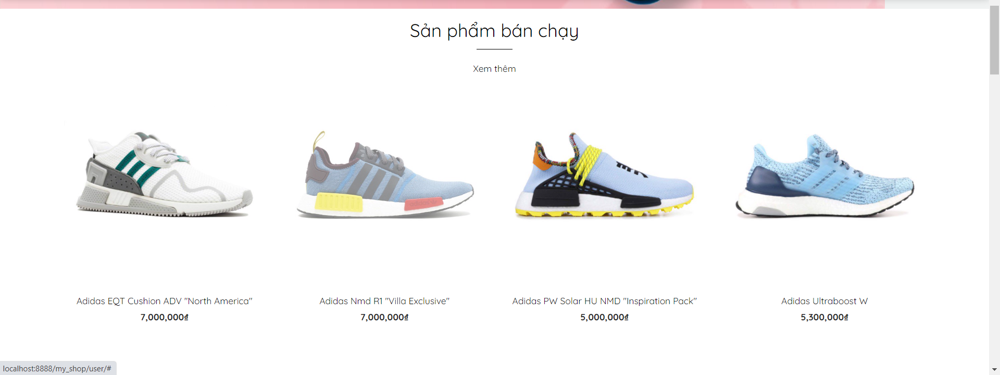 Sản phẩm bán chạy
Xem thêm
Adidas EQT Cushion ADV "North America"
7,000,000₫
Adidas Nmd R1 "Villa Exclusive"
7,000,000₫
Adidas PW Solar HU NMD "Inspiration Pack"
5,000,000₫
Adidas Ultraboost W
5,300,000₫
localhost:8888/my_shop/user/#